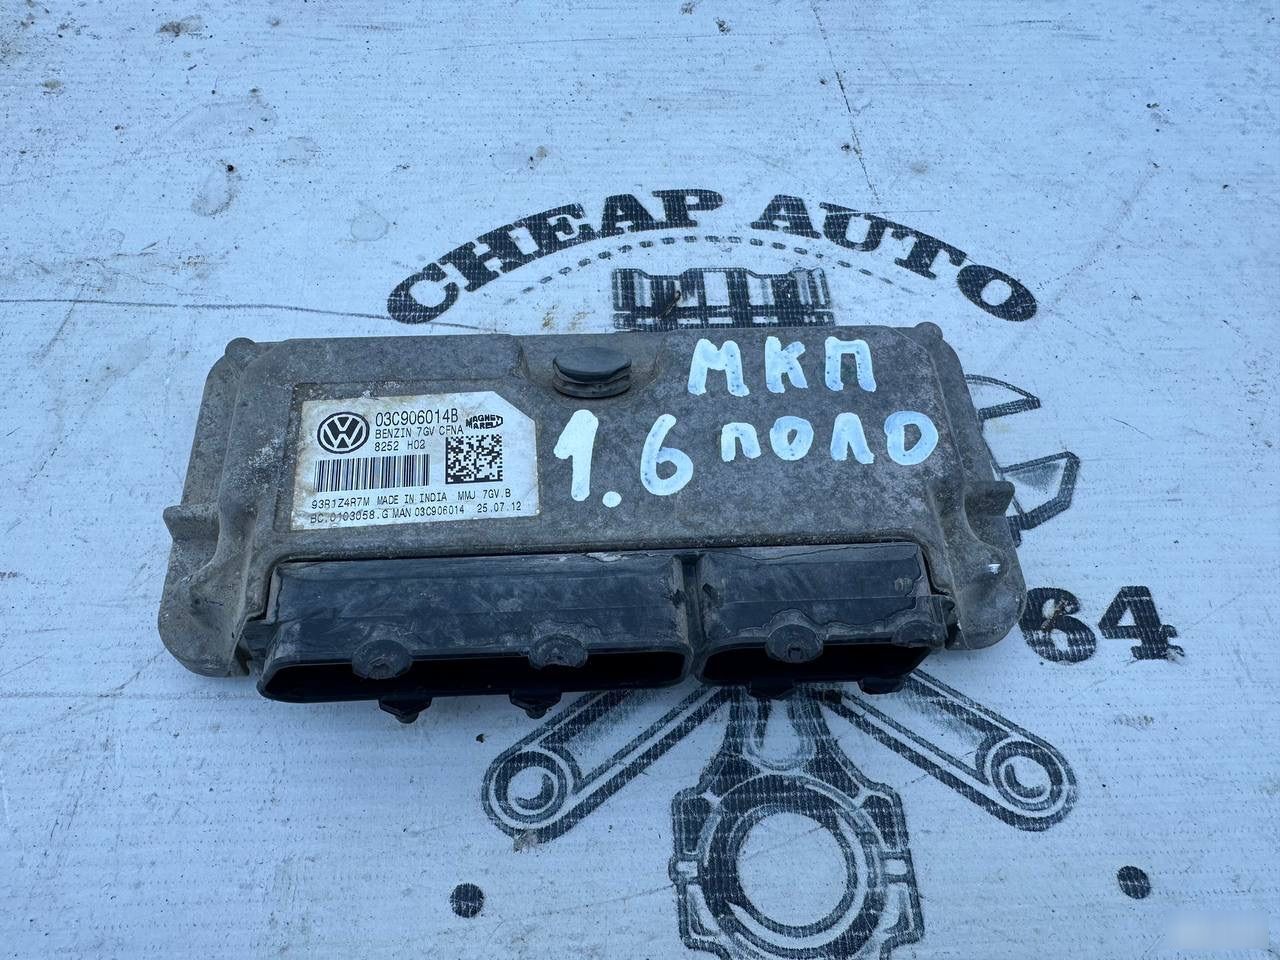 CHEAP AUTO
МКП
1.6 ПОЛО
03C906014B
BENZIN 7GV CFNA
MAGNETI MARELLI
8252 H02
93R1Z4R7M MADE IN INDIA MMJ 7GV.B
BC.0103058.G MAN 03C906014 25.07.12
64